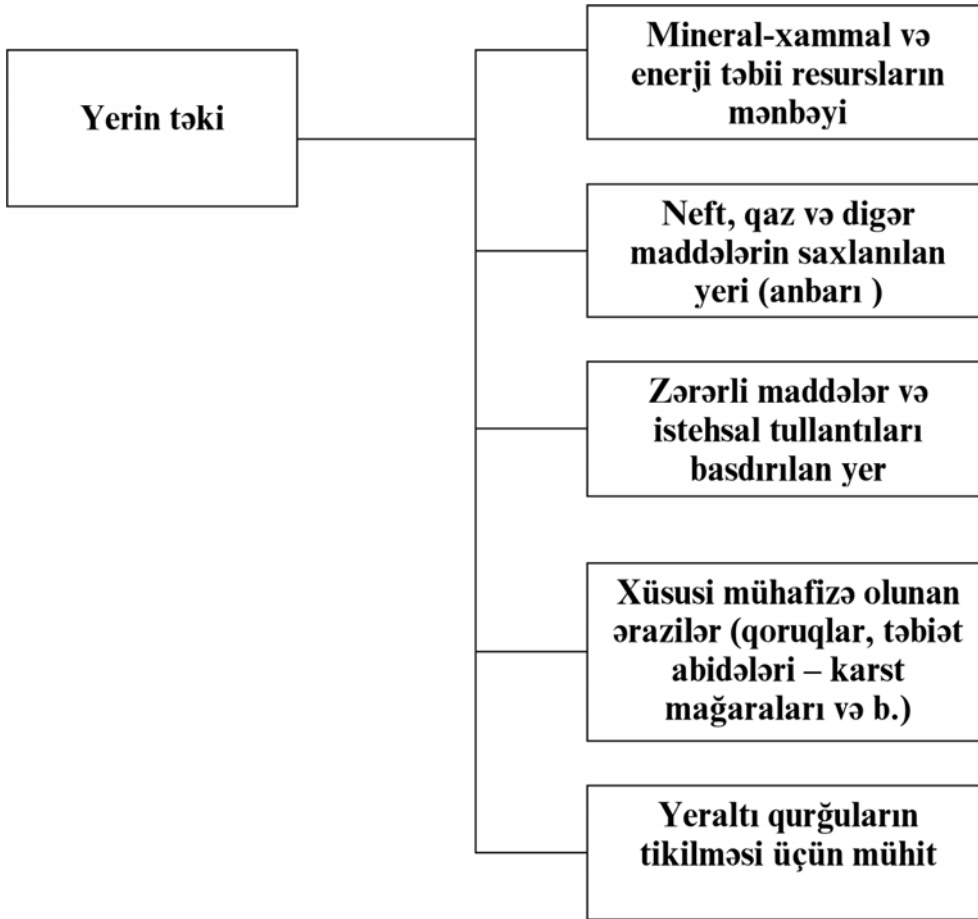 Yerin təki
Mineral-xammal və
enerji təbii resursların
mənbəyi
Neft, qaz və digər
maddələrin saxlanılan
yeri (anbarı )
Zərərli maddələr və
istehsal tullantıları
basdırılan yer
Xüsusi mühafizə olunan
ərazilər (qoruqlar, təbiət
abidələri – karst
mağaraları və b.)
Yeraltı qurğuların
tikilməsi üçün mühit